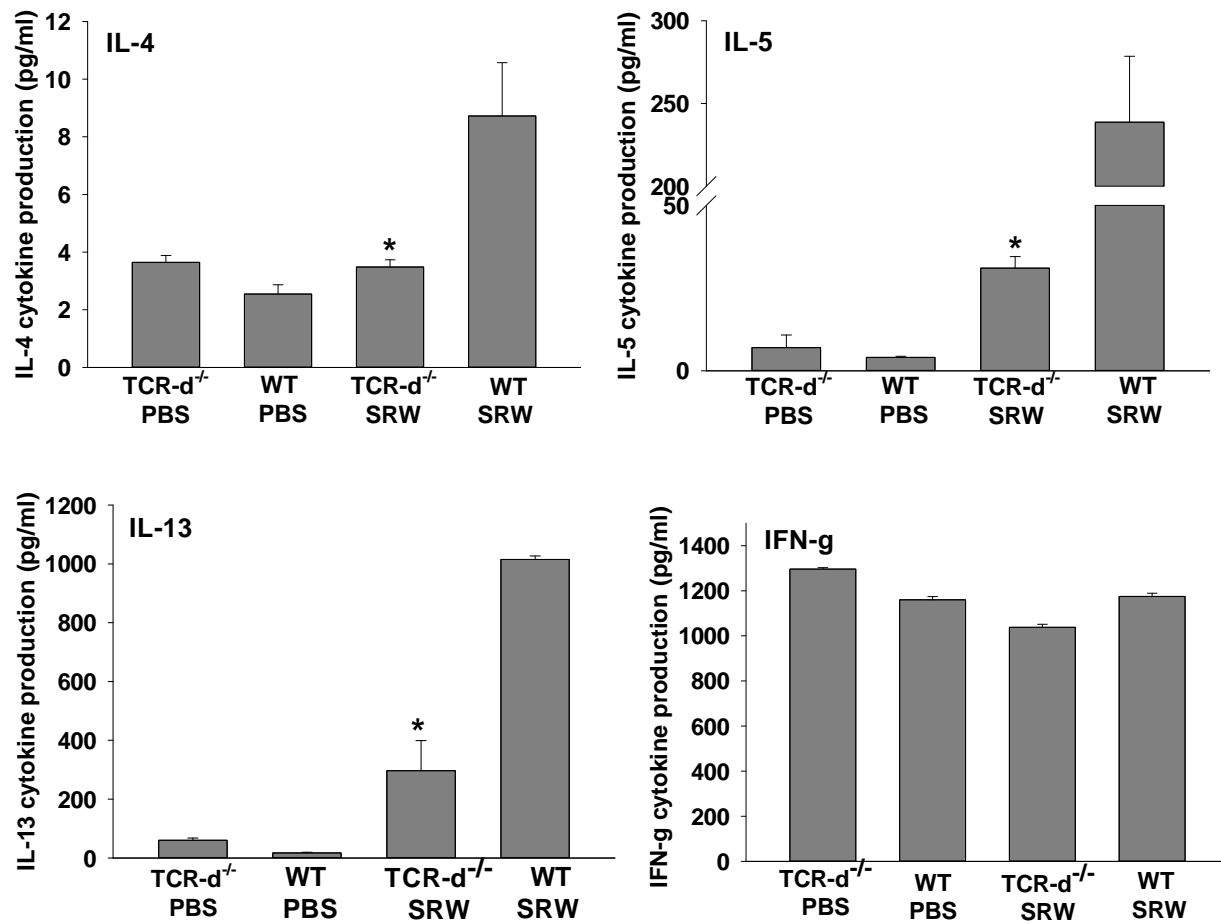 IL-4
IL-4 cytokine production (pg/ml)
12
10
8
6
4
2
0
*
TCR-d-/- WT TCR-d-/- WT
PBS PBS SRW SRW
IL-5
IL-5 cytokine production (pg/ml)
300
250
200
50
0
*
TCR-d-/- WT TCR-d-/- WT
PBS PBS SRW SRW
IL-13
IL-13 cytokine production (pg/ml)
1200
1000
800
600
400
200
0
*
TCR-d-/- WT TCR-d-/- WT
PBS PBS SRW SRW
IFN-g
IFN-g cytokine production (pg/ml)
1400
1200
1000
800
600
400
200
0
TCR-d-/- WT TCR-d-/- WT
PBS PBS SRW SRW